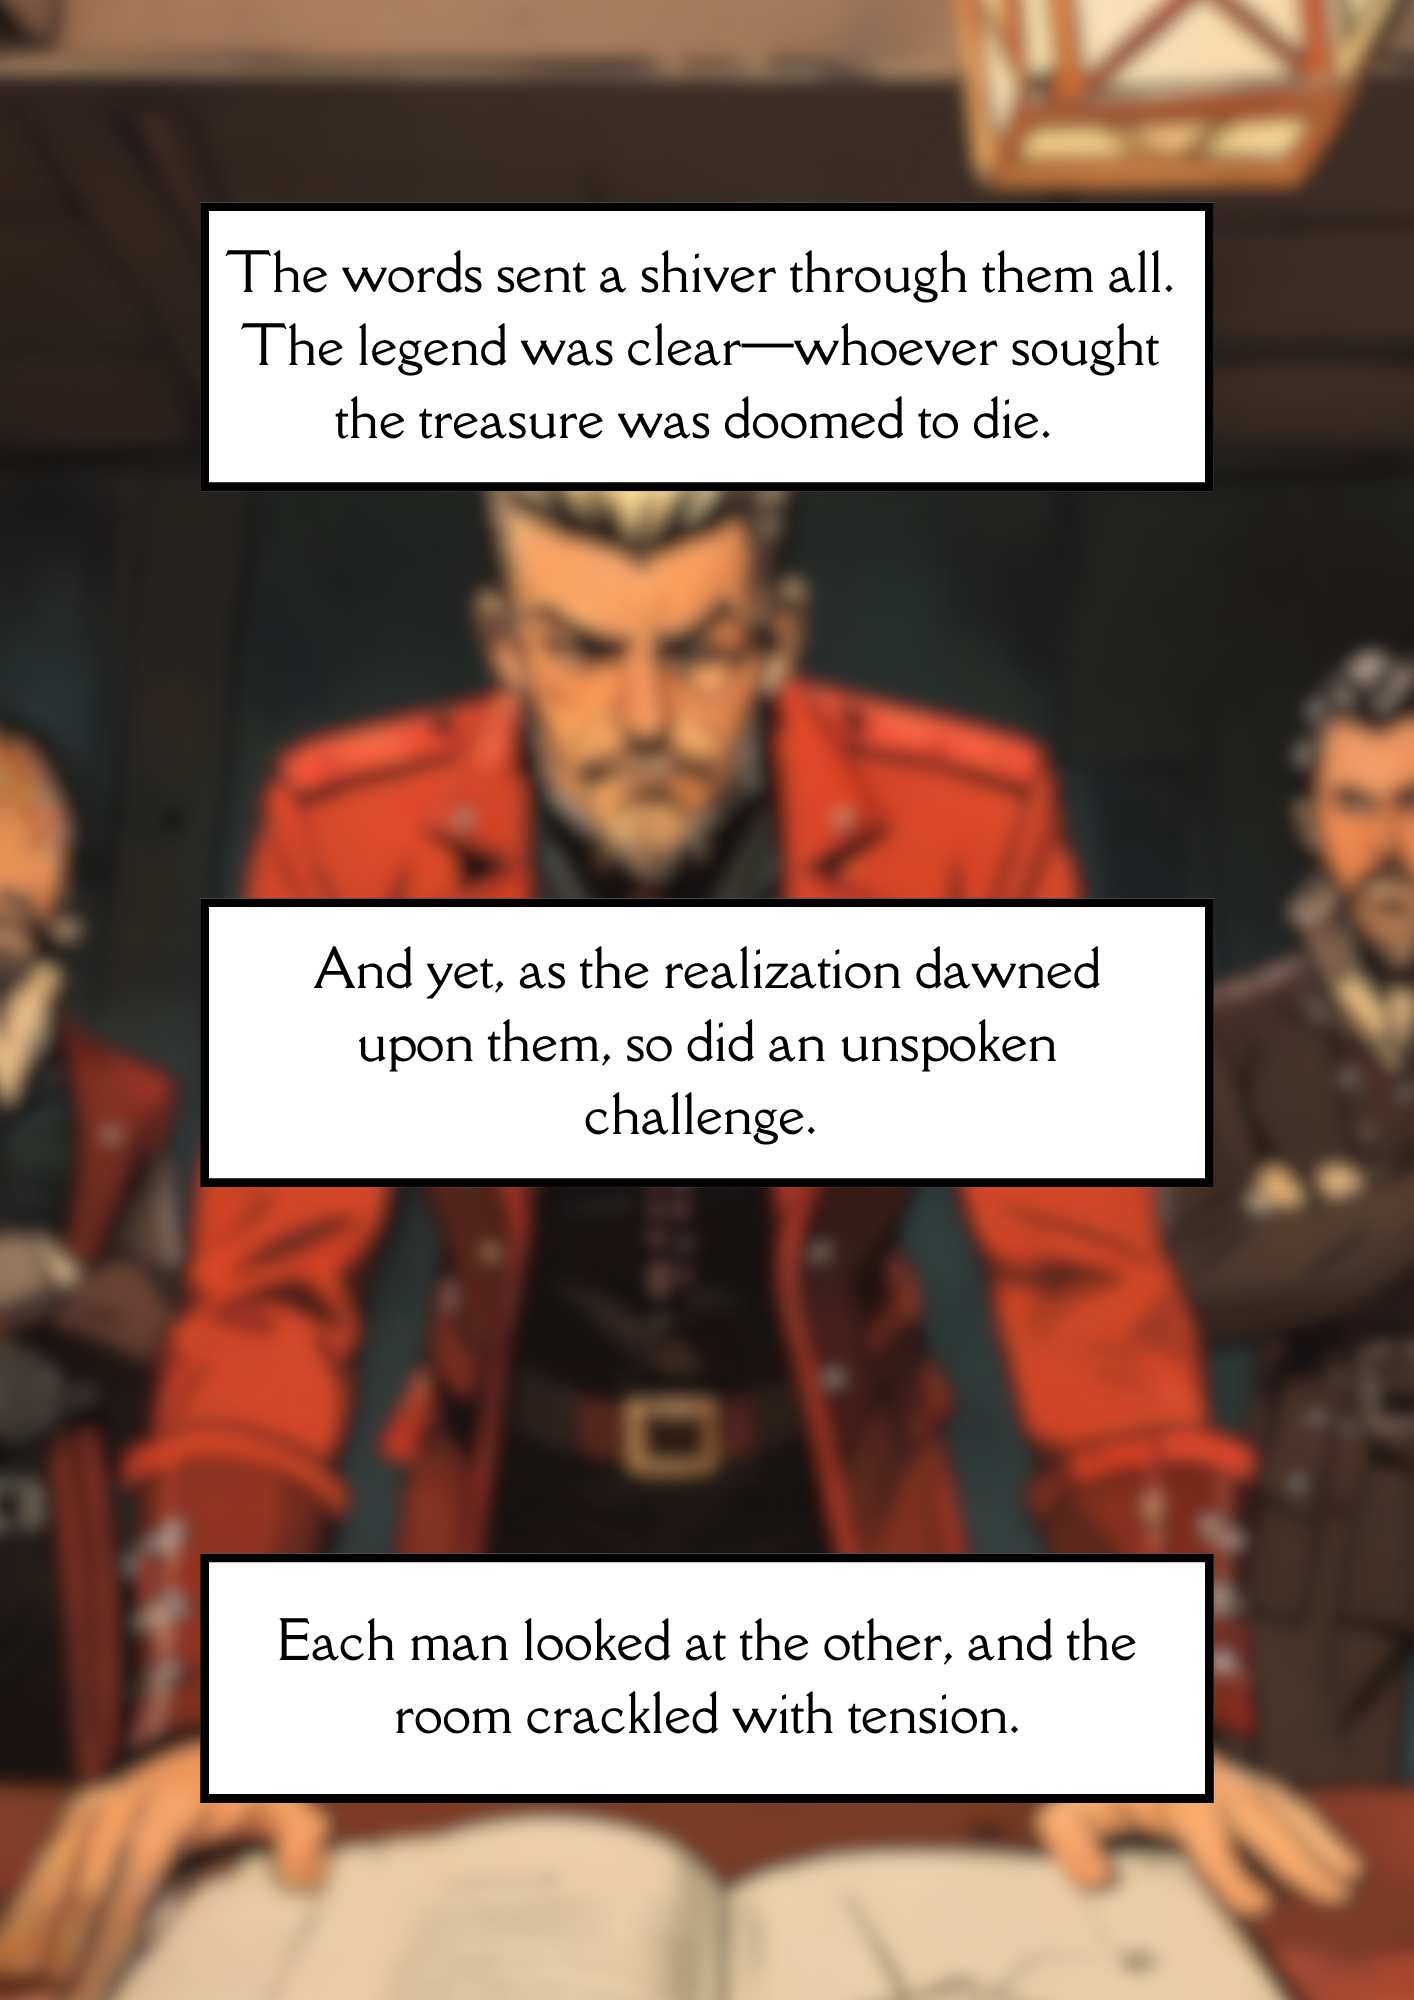 The words sent a shiver through them all.
The legend was clear—whoever sought
the treasure was doomed to die.
And yet, as the realization dawned
upon them, so did an unspoken
challenge.
Each man looked at the other, and the
room crackled with tension.